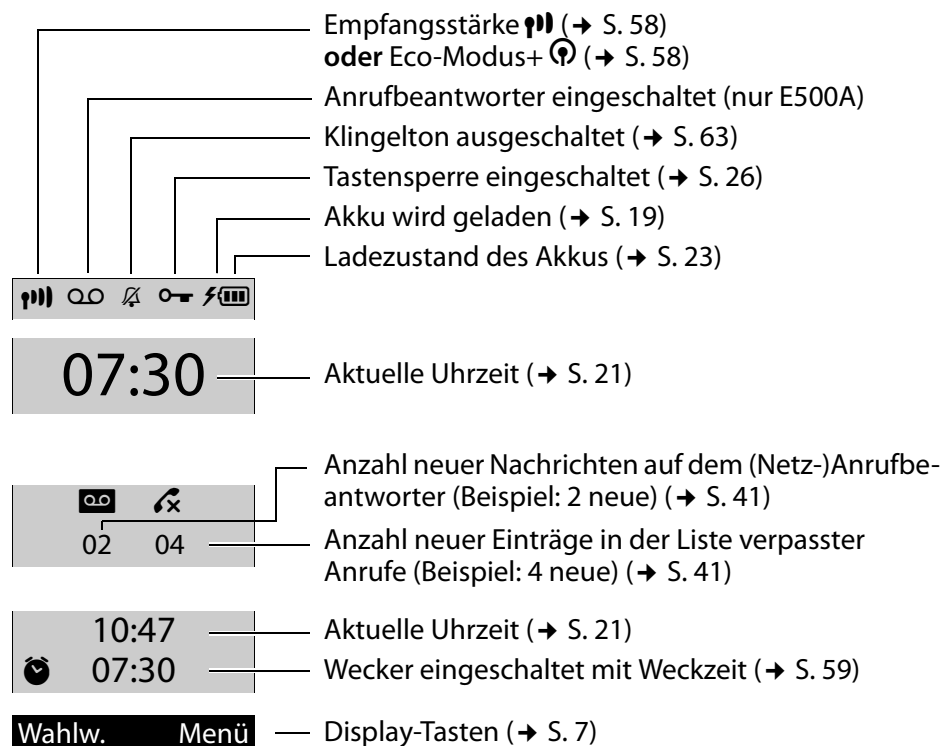 Empfangsstärke (➔ S. 58)
oder Eco-Modus+ (➔ S. 58)
Anrufbeantworter eingeschaltet (nur E500A)
Klingelton ausgeschaltet (➔ S. 63)
Tastensperre eingeschaltet (➔ S. 26)
Akku wird geladen (➔ S. 19)
Ladezustand des Akkus (➔ S. 23)
07:30 Aktuelle Uhrzeit (➔ S. 21)
Anzahl neuer Nachrichten auf dem (Netz-)Anrufbe-
antworter (Beispiel: 2 neue) (➔ S. 41)
02 04 Anzahl neuer Einträge in der Liste verpasster
Anrufe (Beispiel: 4 neue) (➔ S. 41)
10:47 Aktuelle Uhrzeit (➔ S. 21)
07:30 Wecker eingeschaltet mit Weckzeit (➔ S. 59)
Wahlw. Menü Display-Tasten (➔ S. 7)